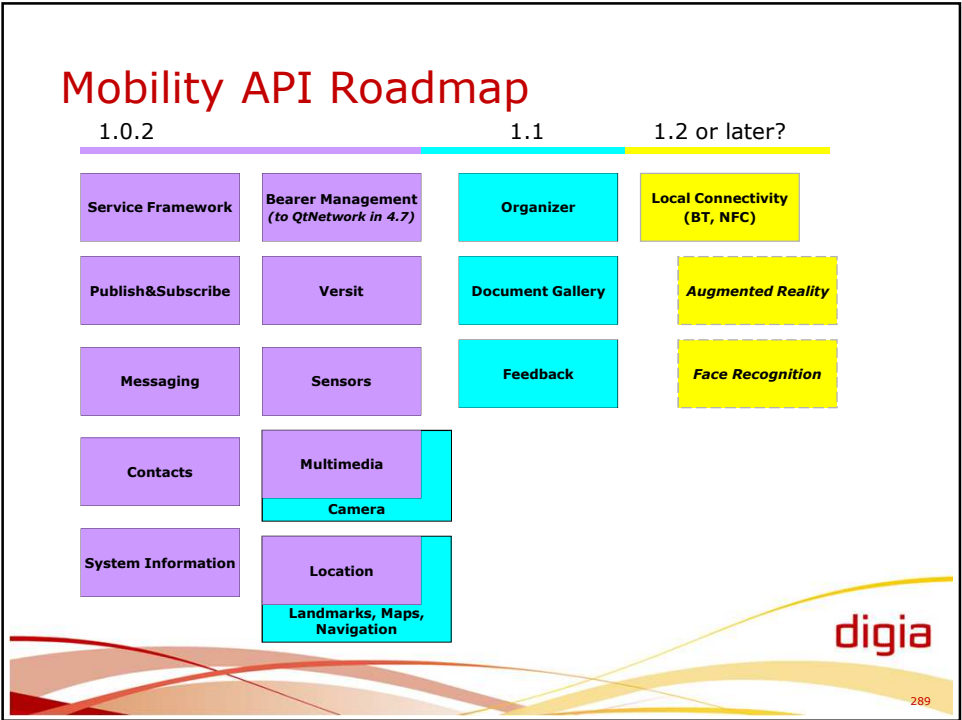 Mobility API Roadmap
1.0.2
1.1
1.2 or later?
Service Framework
Bearer Management
(to QtNetwork in 4.7)
Organizer
Local Connectivity
(BT, NFC)
Publish&Subscribe
Versit
Document Gallery
Augmented Reality
Messaging
Sensors
Feedback
Face Recognition
Contacts
Multimedia
Camera
System Information
Location
Landmarks, Maps,
Navigation
digia
289